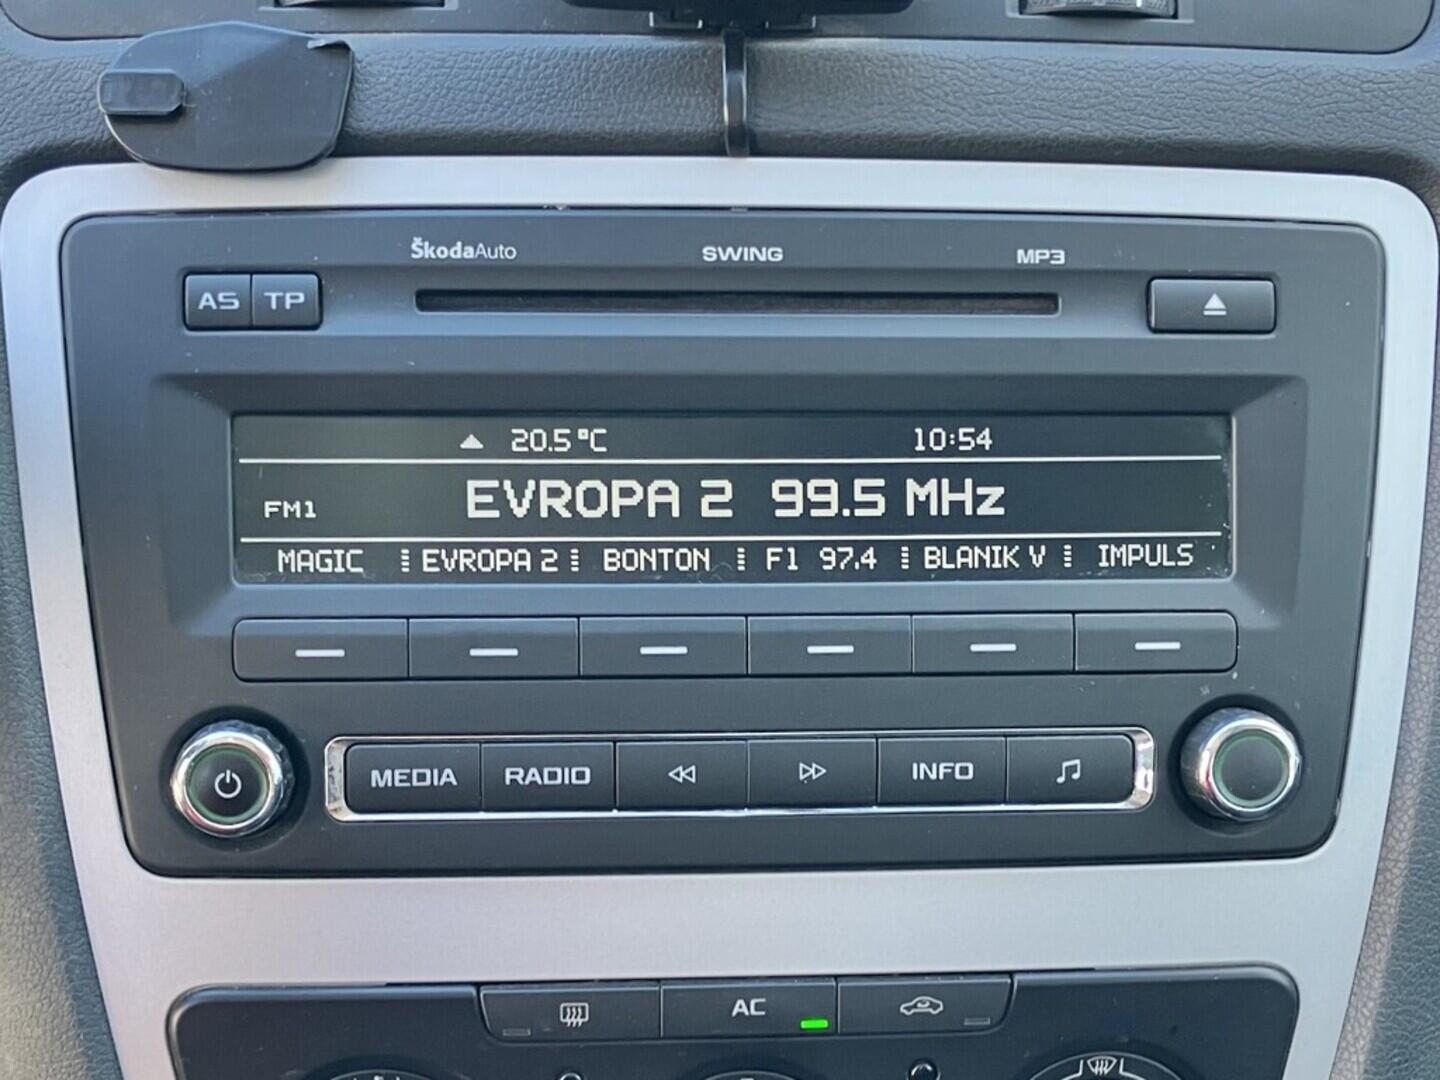 ŠkodaAuto SWING MP3
AS TP
20.5°C 10:54
FM1 EVROPA 2 99.5 MHz
MAGIC EVROPA 2 BONTON F1 97.4 BLANIK V IMPULS
MEDIA RADIO INFO
AC